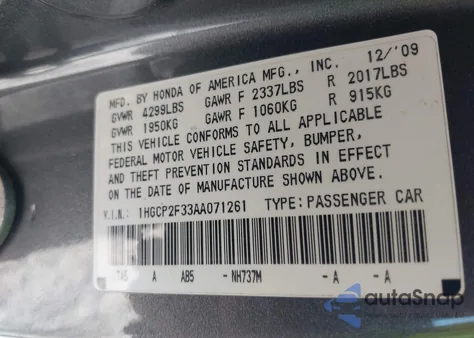 MFD. BY HONDA OF AMERICA MFG., INC. 12/'09
GVWR 4299LBS GAWR F 2337LBS R 2017LBS
GVWR 1950KG GAWR F 1060KG R 915KG
THIS VEHICLE CONFORMS TO ALL APPLICABLE
FEDERAL MOTOR VEHICLE SAFETY, BUMPER,
AND THEFT PREVENTION STANDARDS IN EFFECT
ON THE DATE OF MANUFACTURE SHOWN ABOVE.
V.I.N.: 1HGCP2F33AA071261 TYPE:PASSENGER CAR
TA5 A AB5 -NH737M -A -A
autoSnap